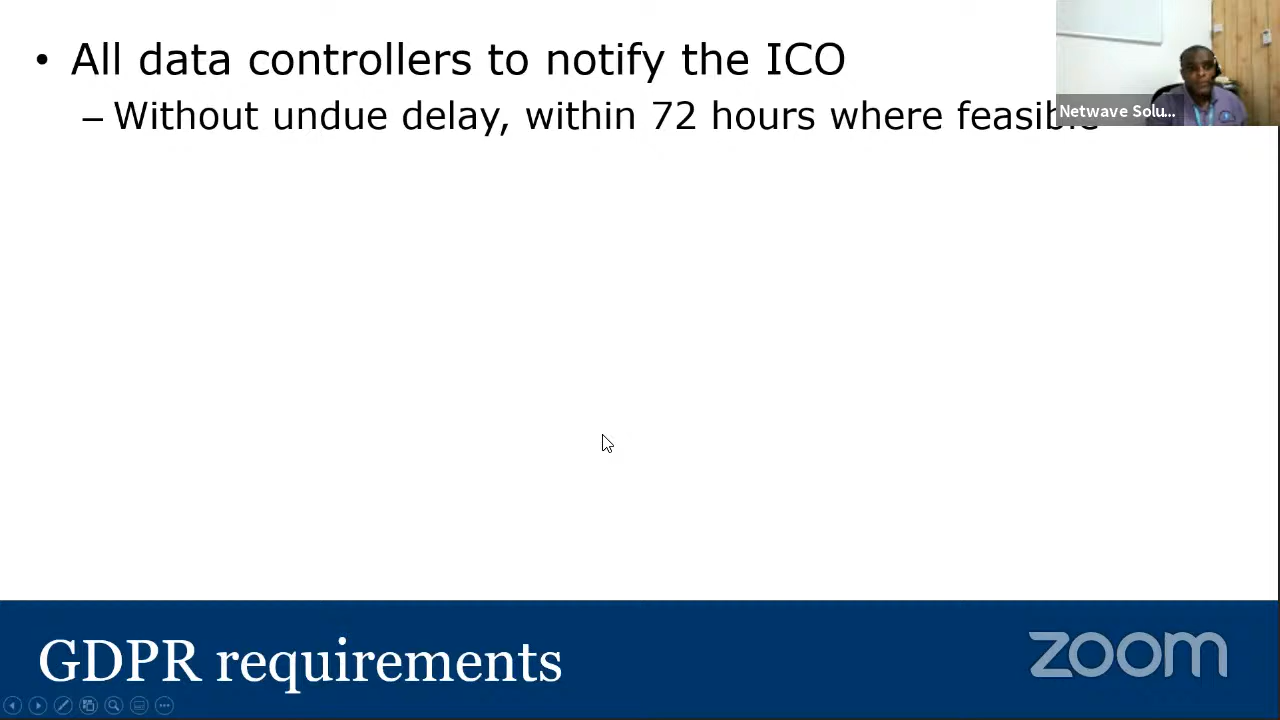 • All data controllers to notify the ICO
– Without undue delay, within 72 hours where feasible
Netwave Solu...
GDPR requirements
zoom